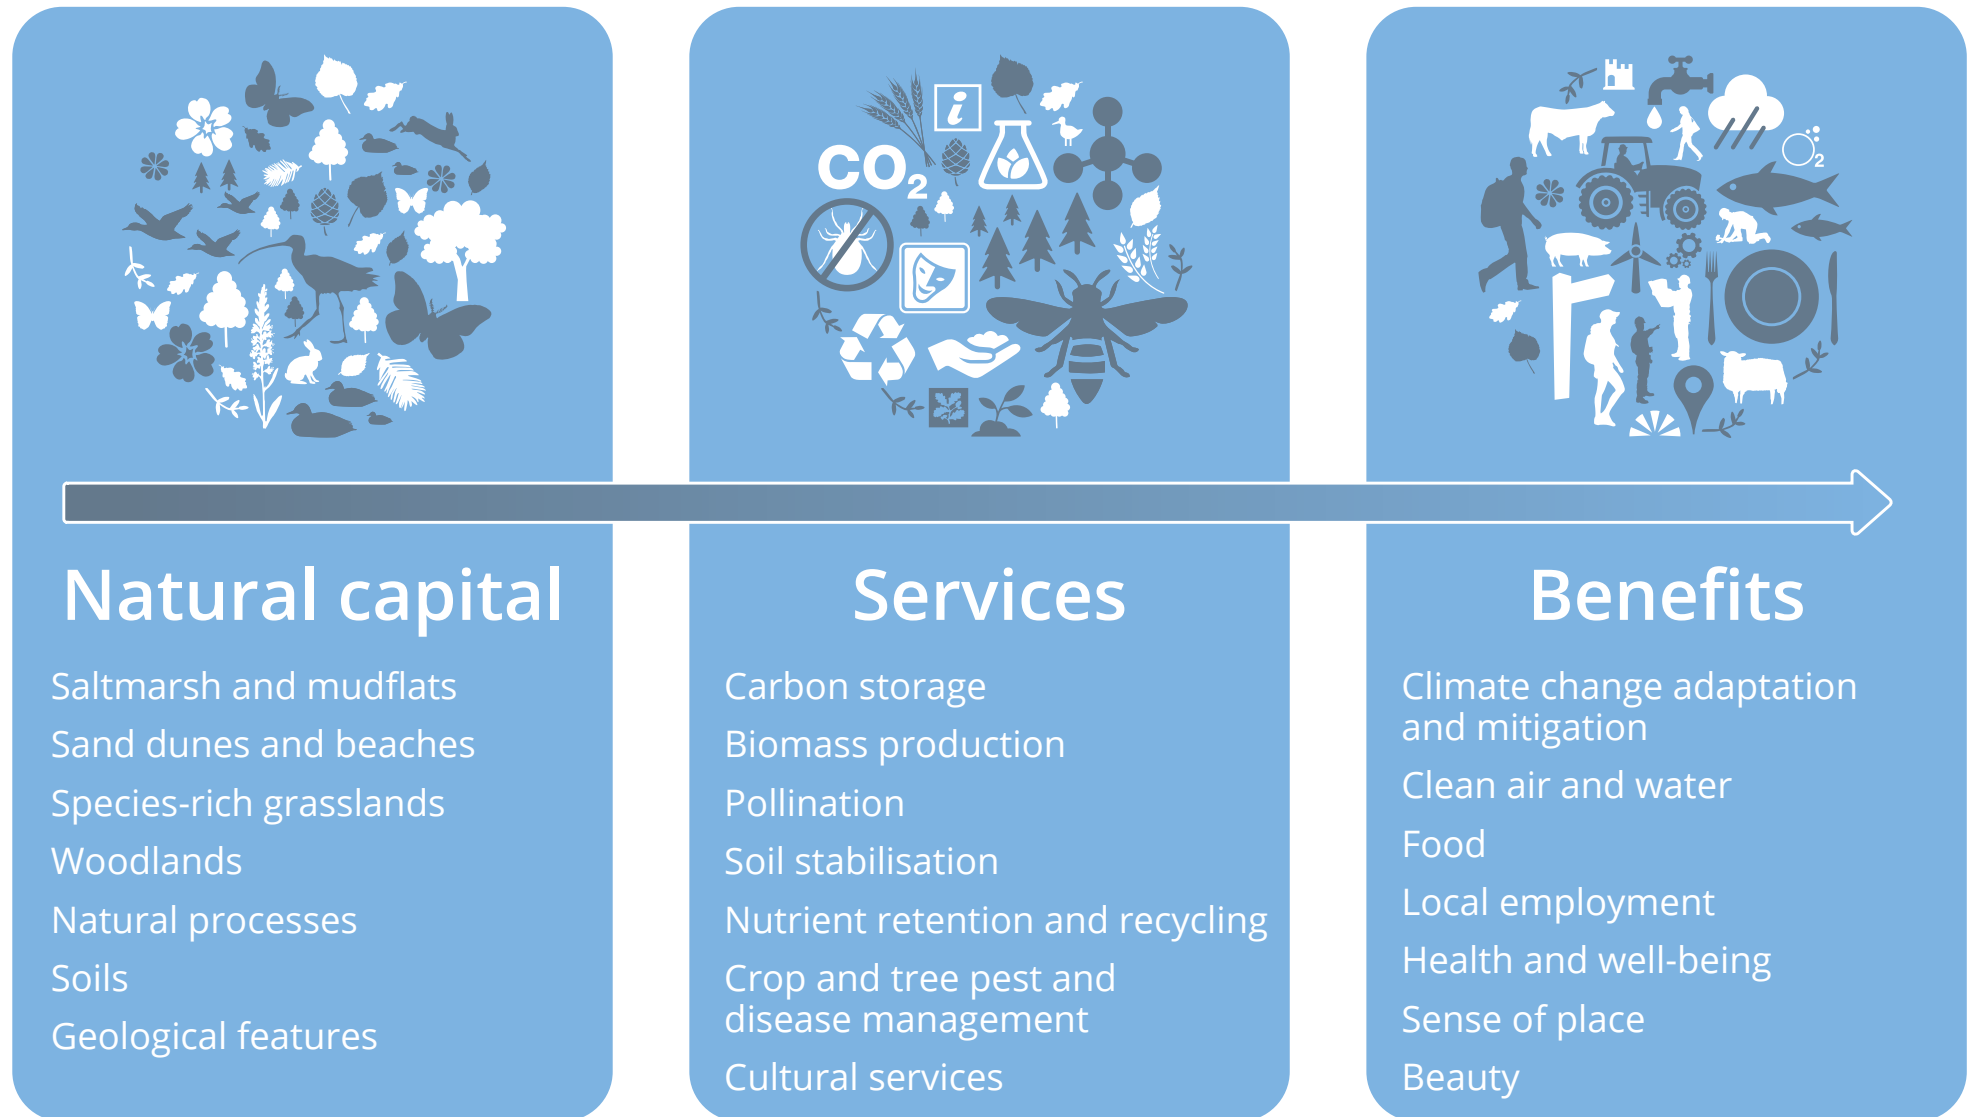 i
CO2
2
Natural capital
Saltmarsh and mudflats
Sand dunes and beaches
Species-rich grasslands
Woodlands
Natural processes
Soils
Geological features
Services
Carbon storage
Biomass production
Pollination
Soil stabilisation
Nutrient retention and recycling
Crop and tree pest and
disease management
Cultural services
Benefits
Climate change adaptation
and mitigation
Clean air and water
Food
Local employment
Health and well-being
Sense of place
Beauty